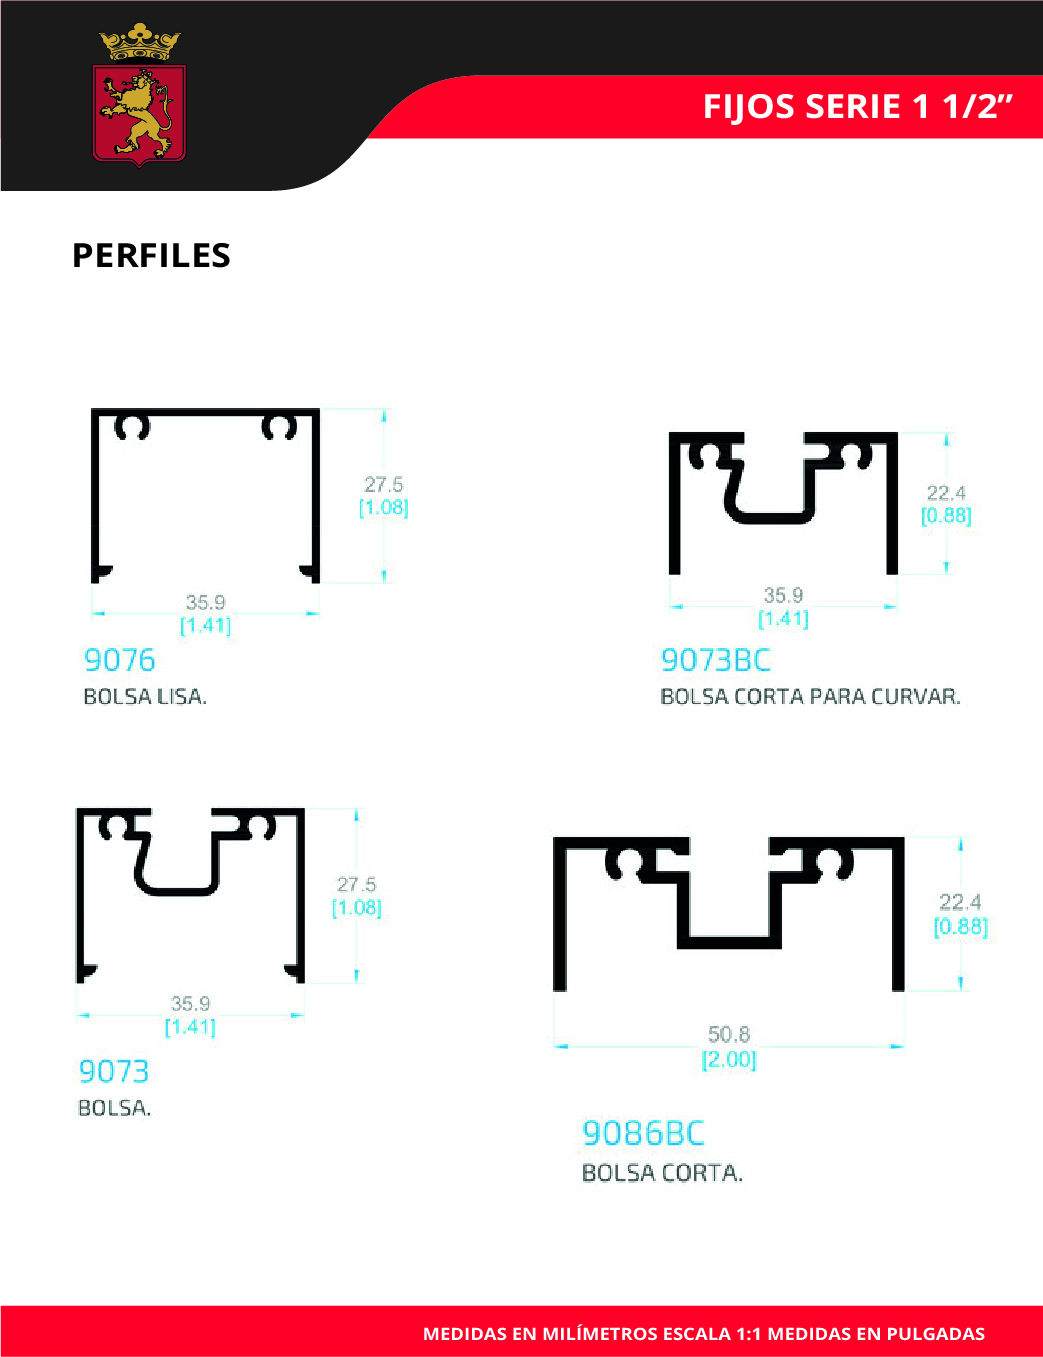 FIJOS SERIE 1 1/2”
PERFILES
27.5
[1.08]
35.9
[1.41]
9076
BOLSA LISA.
22.4
[0.88]
35.9
[1.41]
9073BC
BOLSA CORTA PARA CURVAR.
27.5
[1.08]
35.9
[1.41]
9073
BOLSA.
22.4
[0.88]
50.8
[2.00]
9086BC
BOLSA CORTA.
MEDIDAS EN MILÍMETROS ESCALA 1:1 MEDIDAS EN PULGADAS